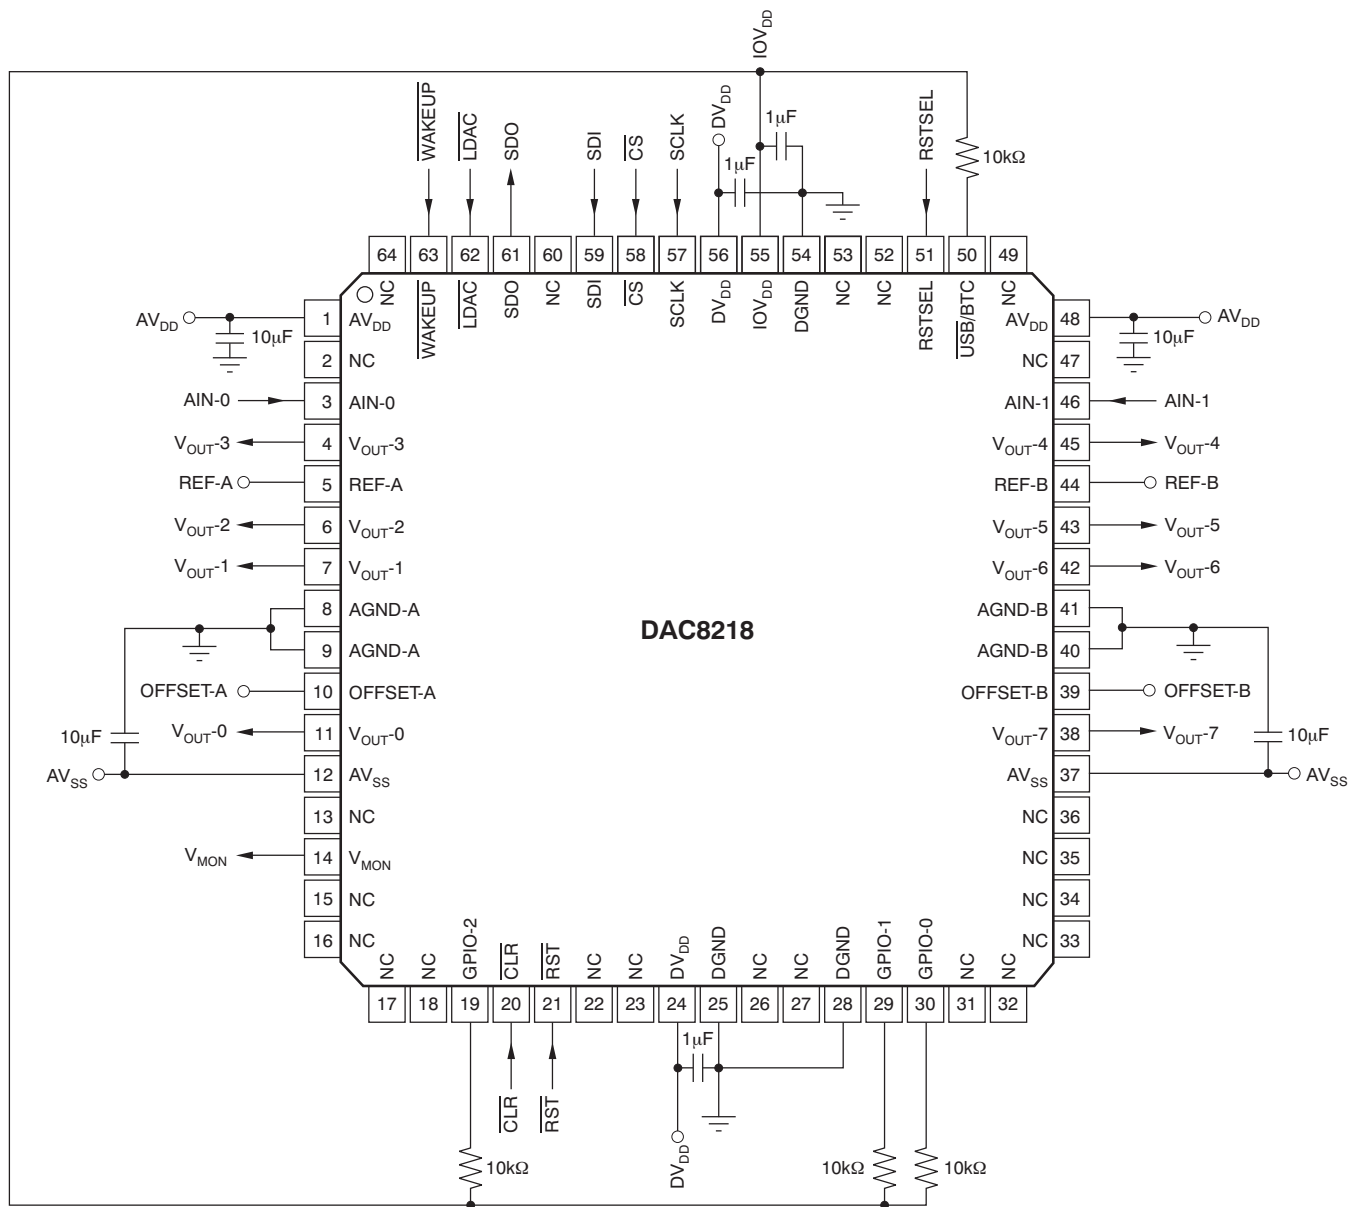 IOVDD
WAKEUP
LDAC
SDO
SDI
CS
SCLK
DVDD
1μF
1μF
RSTSEL
10kΩ
64 63 62 61 60 59 58 57 56 55 54 53 52 51 50 49
NC WAKEUP LDAC SDO NC SDI CS SCLK DVDD IOVDD DGND NC NC RSTSEL USB/BTC NC
AVDD 10μF 1 AVDD
2 NC
AIN-0 3 AIN-0
VOUT-3 4 VOUT-3
REF-A 5 REF-A
VOUT-2 6 VOUT-2
VOUT-1 7 VOUT-1
8 AGND-A
9 AGND-A
OFFSET-A 10 OFFSET-A
10μF VOUT-0 11 VOUT-0
AVSS 12 AVSS
13 NC
VMON 14 VMON
15 NC
16 NC
DAC8218
AVDD 48 10μF AVDD
NC 47
AIN-1 46 AIN-1
VOUT-4 45 VOUT-4
REF-B 44 REF-B
VOUT-5 43 VOUT-5
VOUT-6 42 VOUT-6
AGND-B 41
AGND-B 40
OFFSET-B 39 OFFSET-B
VOUT-7 38 VOUT-7 10μF
AVSS 37 AVSS
NC 36
NC 35
NC 34
NC 33
NC NC GPIO-2 CLR RST NC NC DVDD DGND NC NC DGND GPIO-1 GPIO-0 NC NC
17 18 19 20 21 22 23 24 25 26 27 28 29 30 31 32
1μF
CLR
RST
DVDD
10kΩ
10kΩ
10kΩ